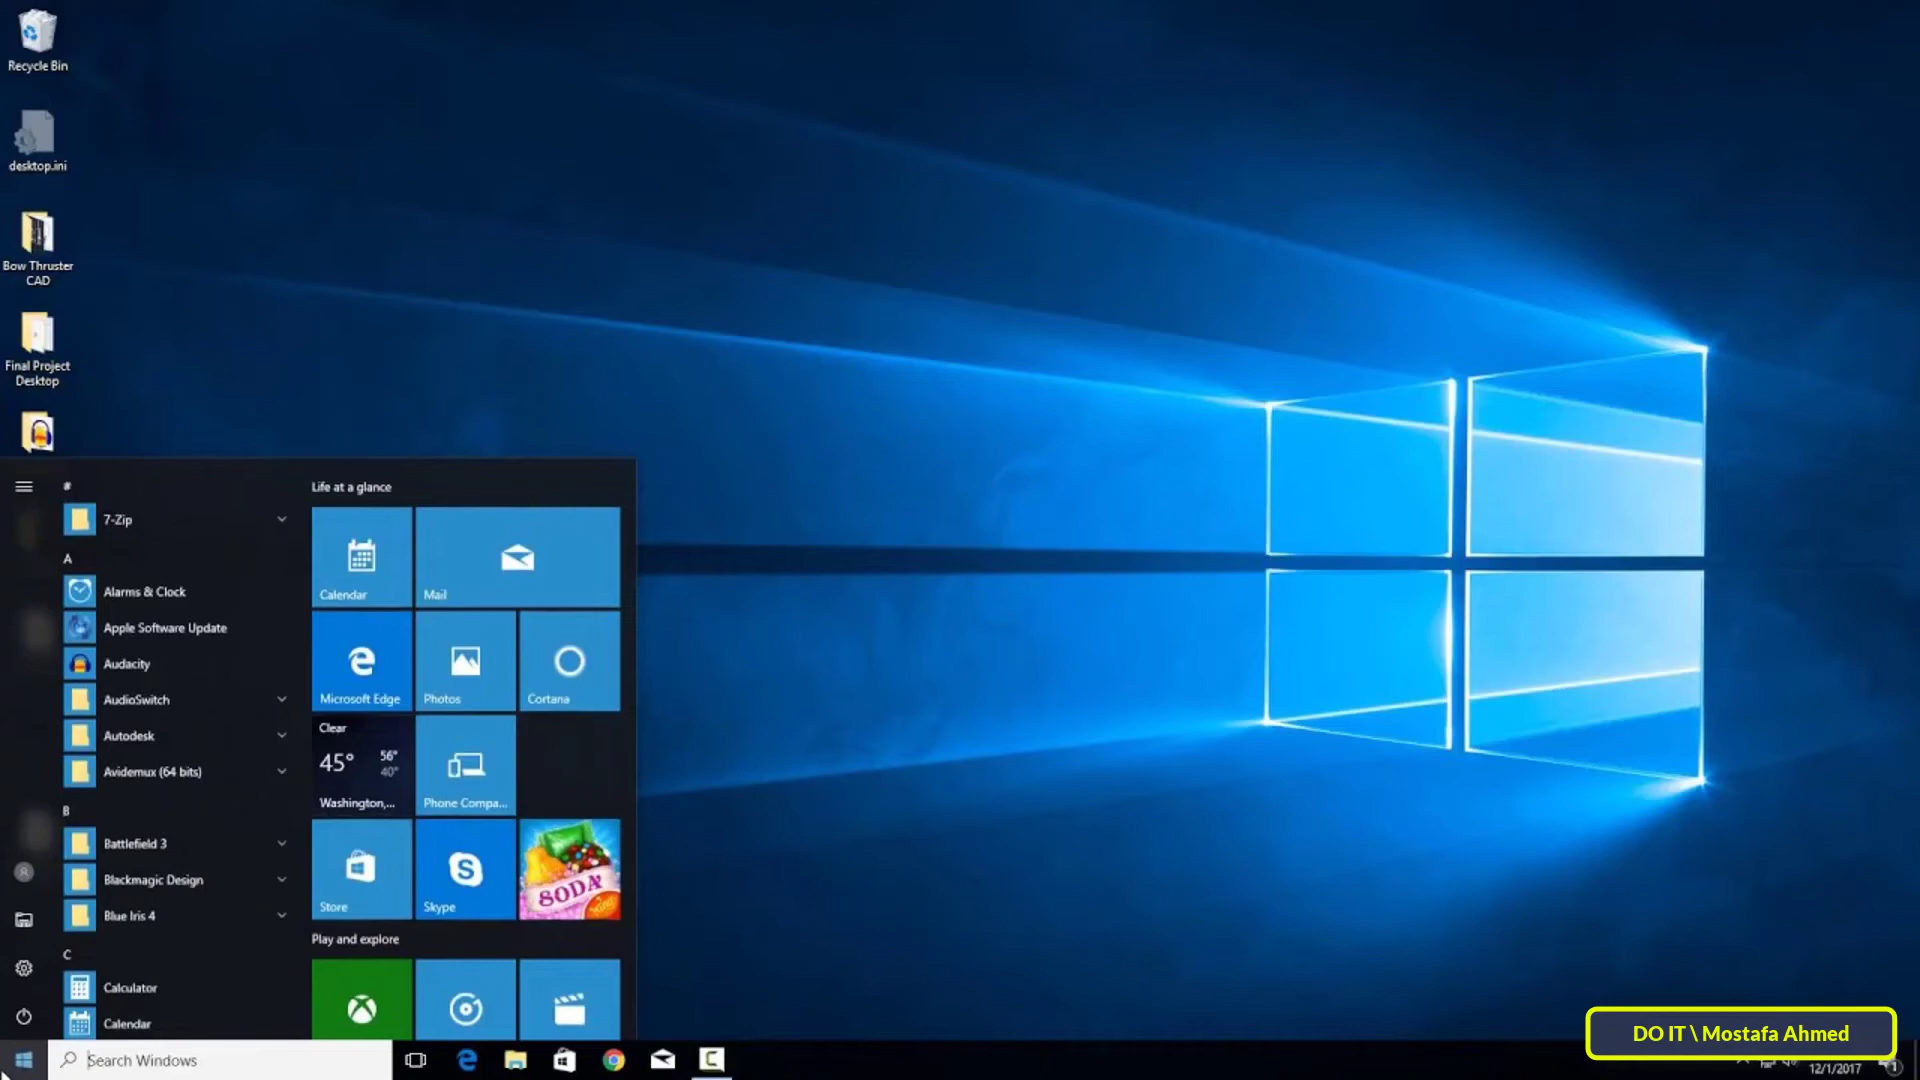 Recycle Bin
desktop.ini
Bow Thruster
CAD
Final Project
Desktop
#
7-Zip
A
Alarms & Clock
Apple Software Update
Audacity
AudioSwitch
Autodesk
Avidemux (64 bits)
B
Battlefield 3
Blackmagic Design
Blue Iris 4
C
Calculator
Calendar
Life at a glance
Calendar
Mail
Microsoft Edge
Photos
Cortana
Clear
45°
56°
40°
Washington,...
Phone Compa...
Store
Skype
SODA
King
Play and explore
Search Windows
DO IT \ Mostafa Ahmed
12/1/2017
1